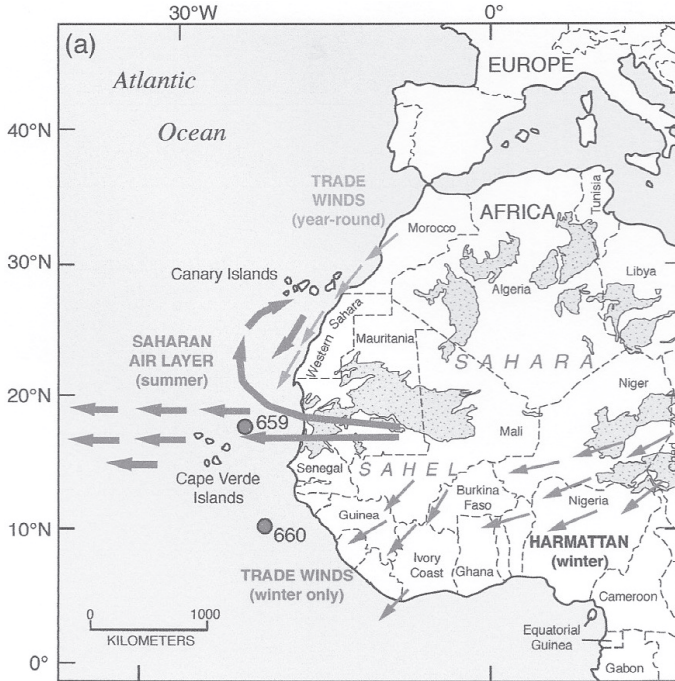 30°W
0°
(a)
Atlantic
Ocean
EUROPE
40°N
TRADE
WINDS
(year-round)
AFRICA
Tunisia
Morocco
30°N
Canary Islands
Algeria
Libya
Western Sahara
SAHARAN
AIR LAYER
(summer)
Mauritania
SAHARA
20°N
Niger
659
Mali
Senegal
SAHEL
Cape Verde
Islands
Burkina
Faso
Nigeria
Guinea
10°N
660
HARMATTAN
(winter)
Ivory
Coast
Ghana
TRADE WINDS
(winter only)
Cameroon
0
1000
KILOMETERS
Equatorial
Guinea
0°
Gabon